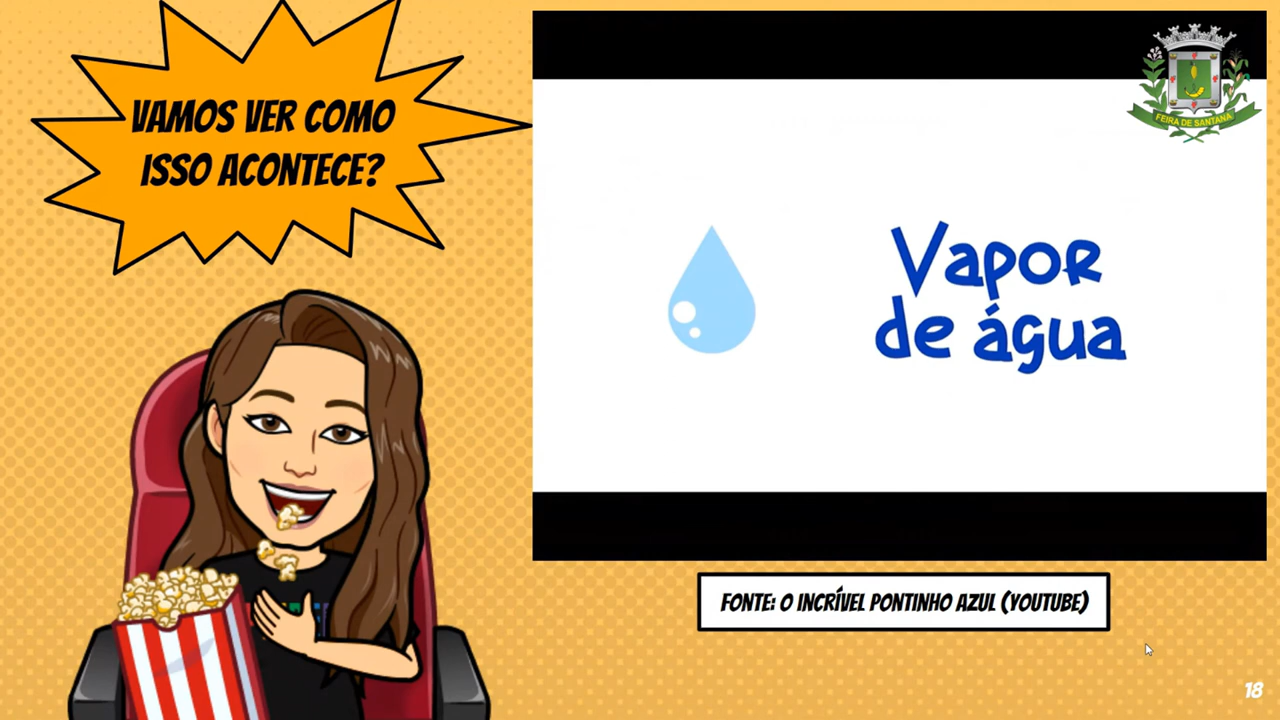 VAMOS VER COMO
ISSO ACONTECE?
FEIRA DE SANTANA
Vapor
de água
FONTE: O INCRÍVEL PONTINHO AZUL (YOUTUBE)
18